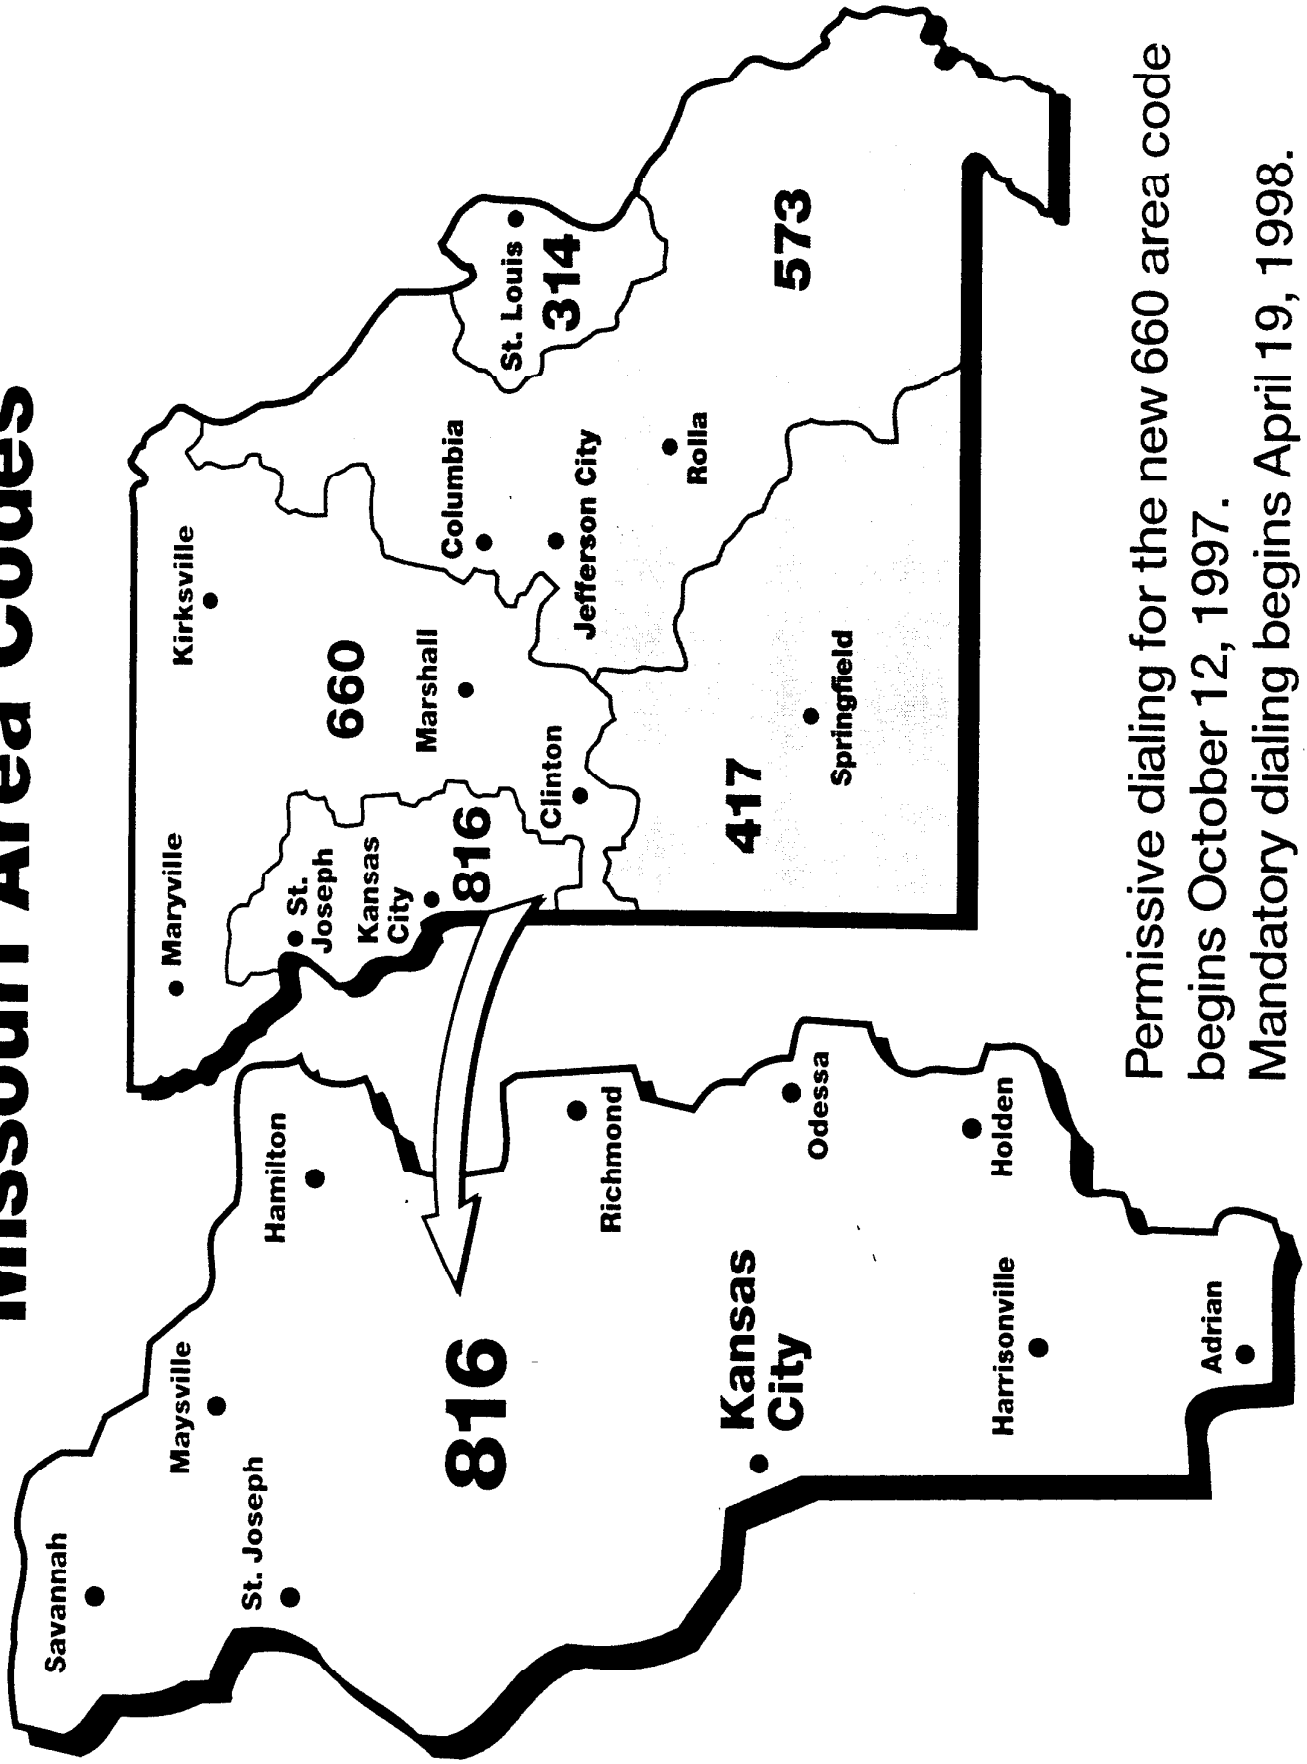 Missouri Area Codes
Savannah
St. Joseph
Maysville
Hamilton
816
Richmond
Kansas
City
Odessa
Harrisonville
Holden
Adrian
Maryville
Kirksville
St.
Joseph
Kansas
City
816
660
Marshall
Clinton
Columbia
Jefferson City
St. Louis
314
Rolla
573
417
Springfield
Permissive dialing for the new 660 area code
begins October 12, 1997.
Mandatory dialing begins April 19, 1998.